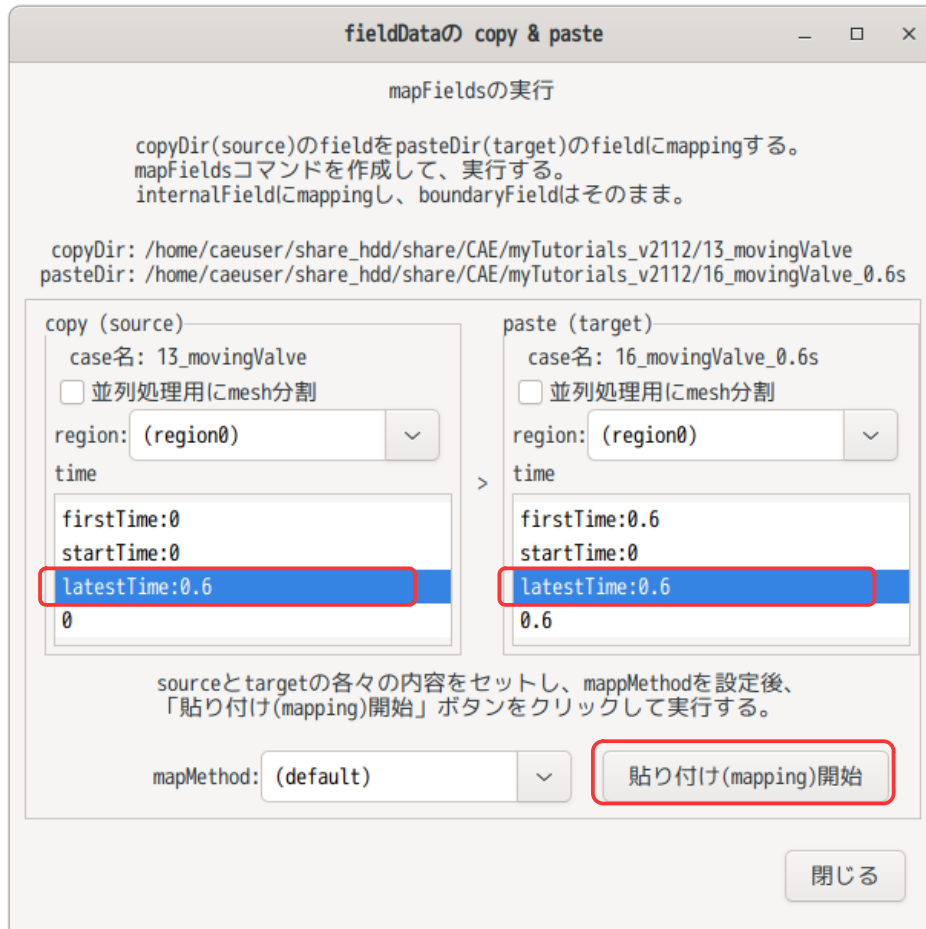 fieldDataの copy & paste
mapFieldsの実行
copyDir(source)のfieldをpasteDir(target)のfieldにmappingする。
mapFieldsコマンドを作成して、実行する。
internalFieldにmappingし、boundaryFieldはそのまま。
copyDir: /home/caeuser/share_hdd/share/CAE/myTutorials_v2112/13_movingValve
pasteDir: /home/caeuser/share_hdd/share/CAE/myTutorials_v2112/16_movingValve_0.6s
copy (source)
case名: 13_movingValve
並列処理用にmesh分割
region: (region0)
time
firstTime:0
startTime:0
latestTime:0.6
0
>
paste (target)
case名: 16_movingValve_0.6s
並列処理用にmesh分割
region: (region0)
time
firstTime:0.6
startTime:0
latestTime:0.6
0.6
sourceとtargetの各々の内容をセットし、mappMethodを設定後、
「貼り付け(mapping)開始」ボタンをクリックして実行する。
mapMethod: (default)
貼り付け(mapping)開始
閉じる